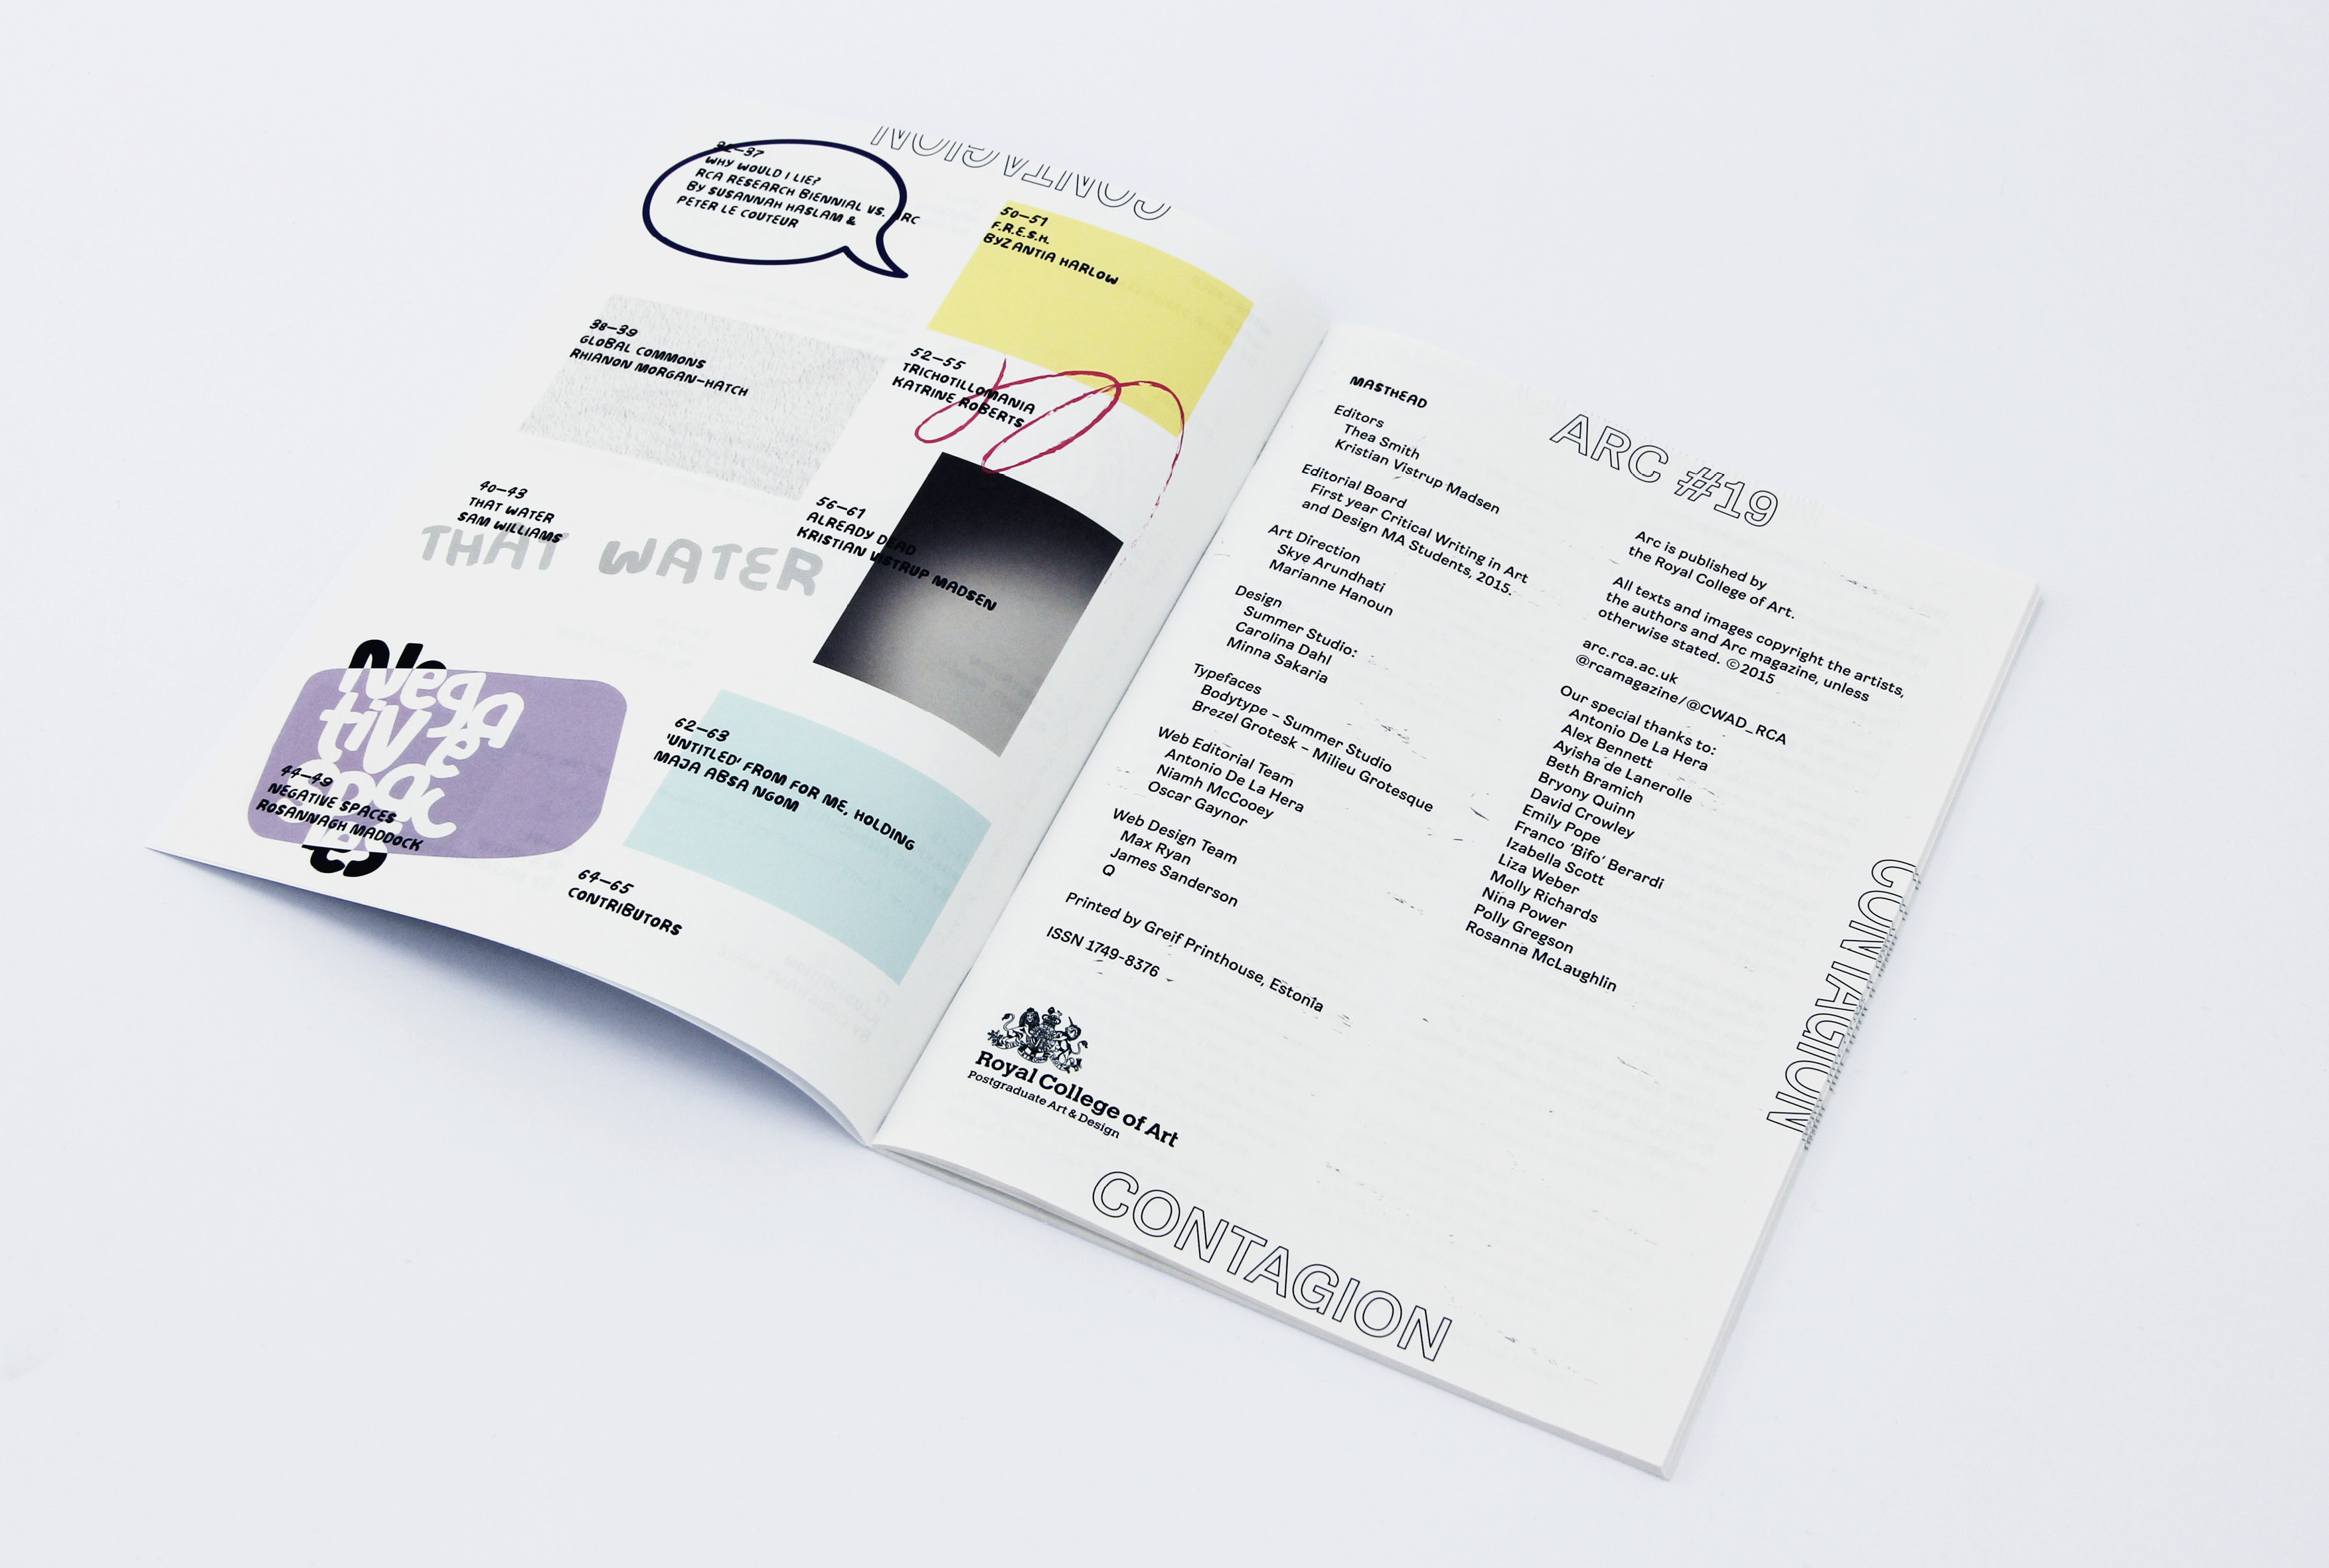 CONTAGION
32–37
WHY WOULD I LIE?
RCA RESEARCH BIENNIAL VS. ARC
BY SUSANNAH HASLAM &
PETER LE COUTEUR
38–39
GLOBAL COMMONS
RHIANON MORGAN–HATCH
40–43
THAT WATER
SAM WILLIAMS
THAT WATER
Nega
tive
spac
es
44–49
NEGATIVE SPACES
ROSANNAGH MADDOCK
50–51
F.R.E.S.H.
BYZANTIA HARLOW
52–55
TRICHOTILLOMANIA
KATRINE ROBERTS
56–61
ALREADY DEAD
KRISTIAN VISTRUP MADSEN
62–63
'UNTITLED' FROM FOR ME, HOLDING
MAJA ABSA NGOM
64–65
CONTRIBUTORS
MASTHEAD
Editors
Thea Smith
Kristian Vistrup Madsen
Editorial Board
First year Critical Writing in Art
and Design MA Students, 2015.
Art Direction
Skye Arundhati
Marianne Hanoun
Design
Summer Studio:
Carolina Dahl
Minna Sakaria
Typefaces
Bodytype – Summer Studio
Brezel Grotesk – Milieu Grotesque
Web Editorial Team
Antonio De La Hera
Niamh McCooey
Oscar Gaynor
Web Design Team
Max Ryan
James Sanderson
Q
Printed by Greif Printhouse, Estonia
ISSN 1749-8376
Royal College of Art
Postgraduate Art & Design
ARC #19
Arc is published by
the Royal College of Art.
All texts and images copyright the artists,
the authors and Arc magazine, unless
otherwise stated. ©2015
arc.rca.ac.uk
@rcamagazine/@CWAD_RCA
Our special thanks to:
Antonio De La Hera
Alex Bennett
Ayisha de Lanerolle
Beth Bramich
Bryony Quinn
David Crowley
Emily Pope
Franco 'Bifo' Berardi
Izabella Scott
Liza Weber
Molly Richards
Nina Power
Polly Gregson
Rosanna McLaughlin
CONTAGION
CONTAGION